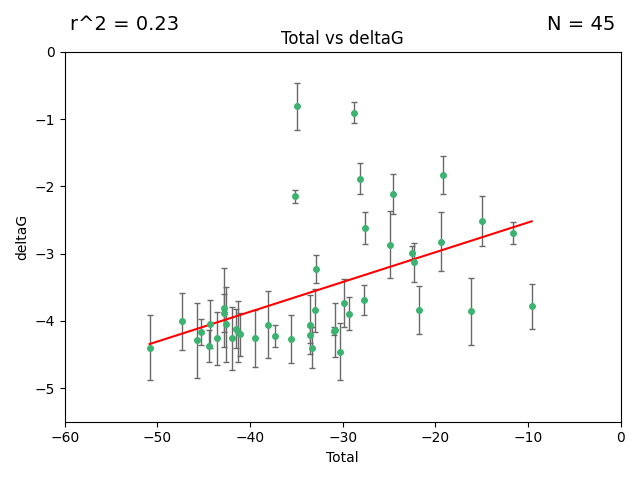 r^2 = 0.23
N = 45
Total vs deltaG
deltaG
0
−1
−2
−3
−4
−5
−60
−50
−40
−30
−20
−10
0
Total